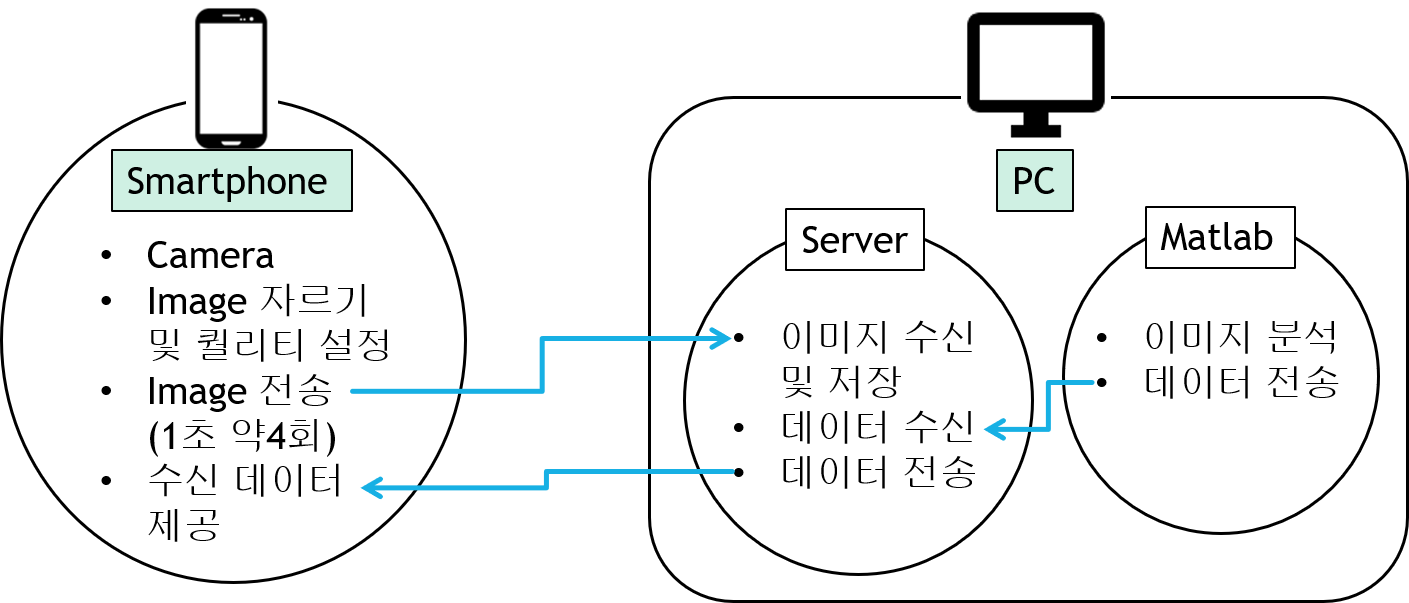 Smartphone
• Camera
• Image 자르기
및 퀄리티 설정
• Image 전송
(1초 약4회)
• 수신 데이터
제공
PC
Server
• 이미지 수신
및 저장
• 데이터 수신
• 데이터 전송
Matlab
• 이미지 분석
• 데이터 전송